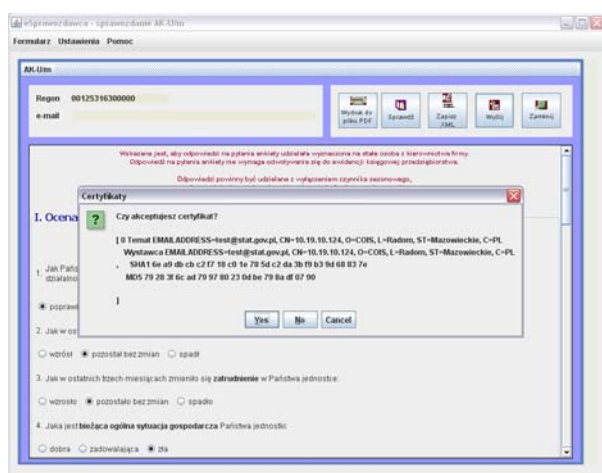 eSprawozdawca - sprawozdanie AK-U/m
Formularz Ustawienia Pomoc
AK-U/m
Regon 00125316300000
e-mail
Wydruk do pliku PDF
Sprawdź
Zapisz XML
Wyślij
Zamknij
Wskazane jest, aby odpowiedzi na pytania ankiety udzielała wyznaczona na stałe osoba z kierownictwa firmy.
Odpowiedzi na pytania ankiety nie wymaga odwoływania się do ewidencji księgowej przedsiębiorstwa.
Odpowiedzi powinny być udzielane z wyłączeniem czynnika sezonowego,
I. Ocena
Certyfikaty
Czy akceptujesz certyfikat?
[ 0 Temat EMAILADDRESS=test@stat.gov.pl, CN=10.19.10.124, O=COIS, L=Radom, ST=Mazowieckie, C=PL
Wystawca EMAILADDRESS=test@stat.gov.pl, CN=10.19.10.124, O=COIS, L=Radom, ST=Mazowieckie, C=PL
, SHA1 6e a9 db cb c2 f7 18 c0 1e 78 5d c2 da 3b f9 b3 9d 68 83 7e
MD5 79 28 3f 6c ad 79 97 80 23 0d be 79 8a df 07 90
]
Yes No Cancel
1. Jak Pańs
działalno
popraw
2. Jak w os
wzrósł pozostał bez zmian spadł
3. Jak w ostatnich trzech miesiącach zmieniło się zatrudnienie w Państwa jednostce:
wzrosło pozostało bez zmian spadło
4. Jaka jest bieżąca ogólna sytuacja gospodarcza Państwa jednostki:
dobra zadowalająca zła